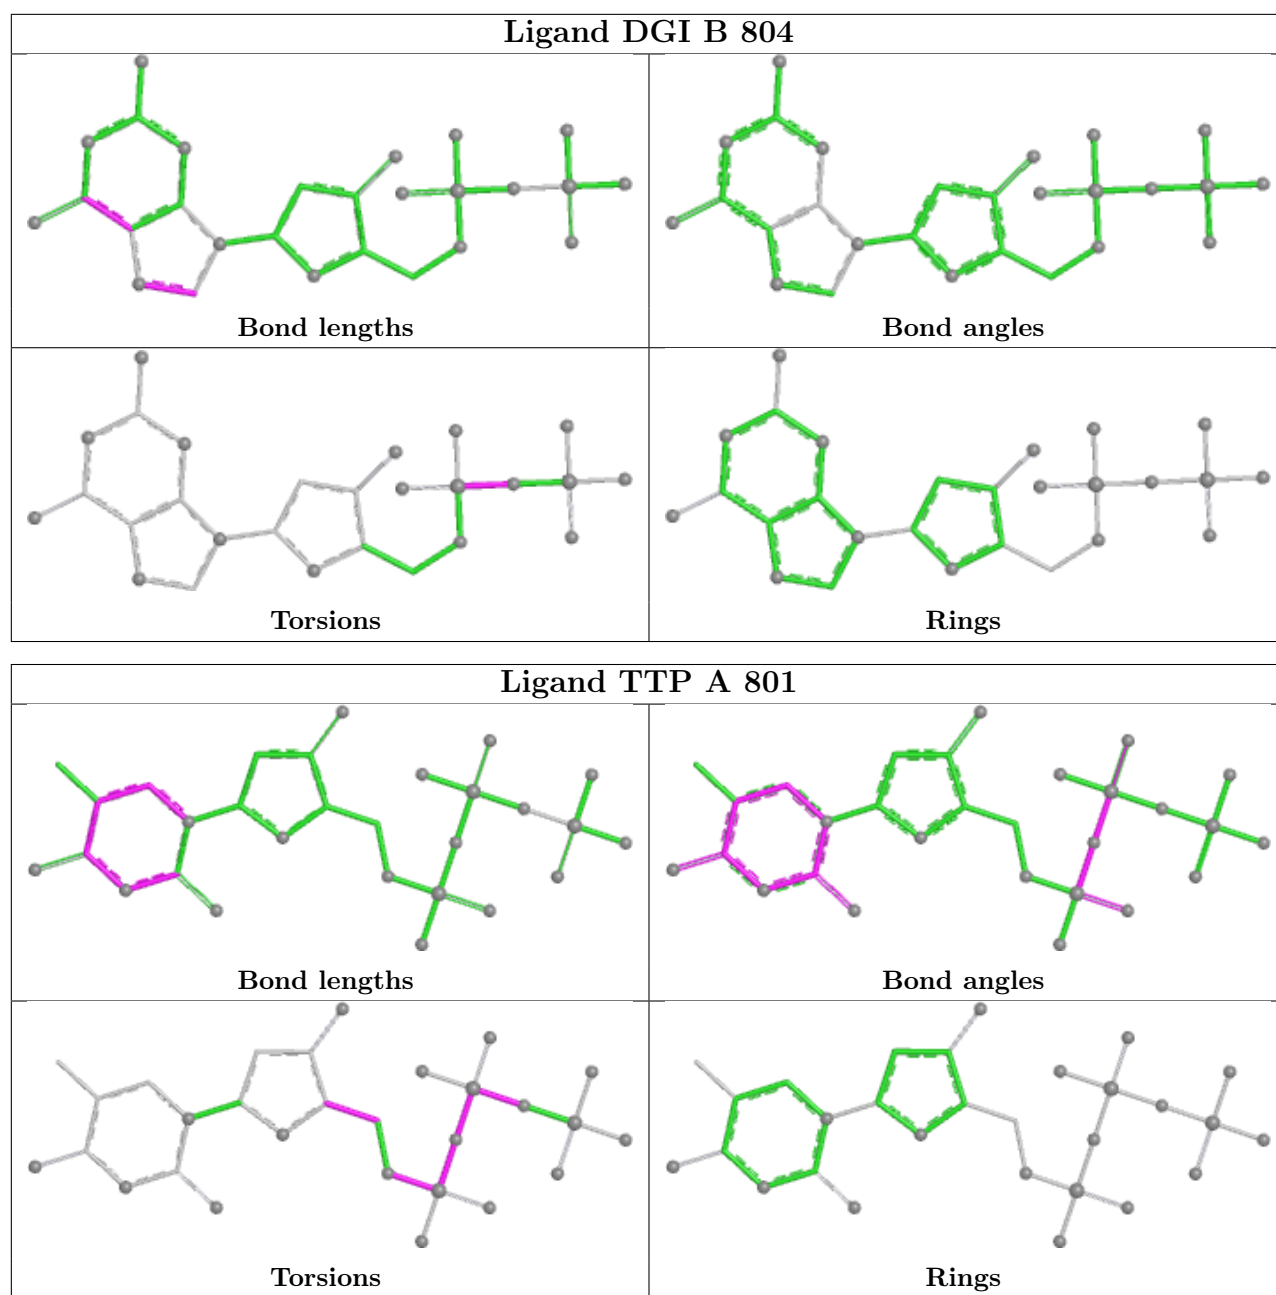 Ligand DGI B 804
Bond lengths
Bond angles
Torsions
Rings
Ligand TTP A 801
Bond lengths
Bond angles
Torsions
Rings